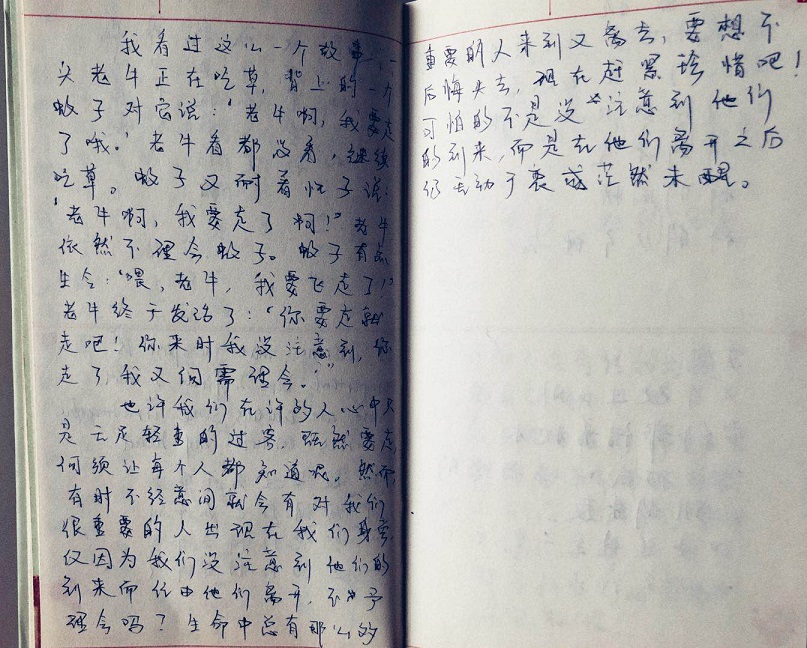 我看过这么一个故事,一
头老牛正在吃草,背上的一只
蚊子对它说:“老牛啊,我要走
了哦。”老牛看都没看,继续
吃草。蚊子又耐着性子说:
“老牛啊,我要走了啊!”老牛
依然不理会蚊子。蚊子有点
生气:“喂,老牛,我要飞走了!”
老牛终于发话了:“你要走就
走吧!你来时我没注意到,你
走了我又何需理会。”
也许我们在许多人心中只
是无足轻重的过客,既然要走,
何须让每个人都知道呢。然而
有时不经意间就会有对我们
很重要的人出现在我们身旁,
仅因为我们没注意到他们的
到来而任由他们离开,不予
理会吗?生命中总有那么多
重要的人来到又离去,要想不
后悔失去,现在赶紧珍惜吧!
可怕的不是没注意到他们
的到来,而是在他们离开之后
仍无动于衷或茫然未醒。